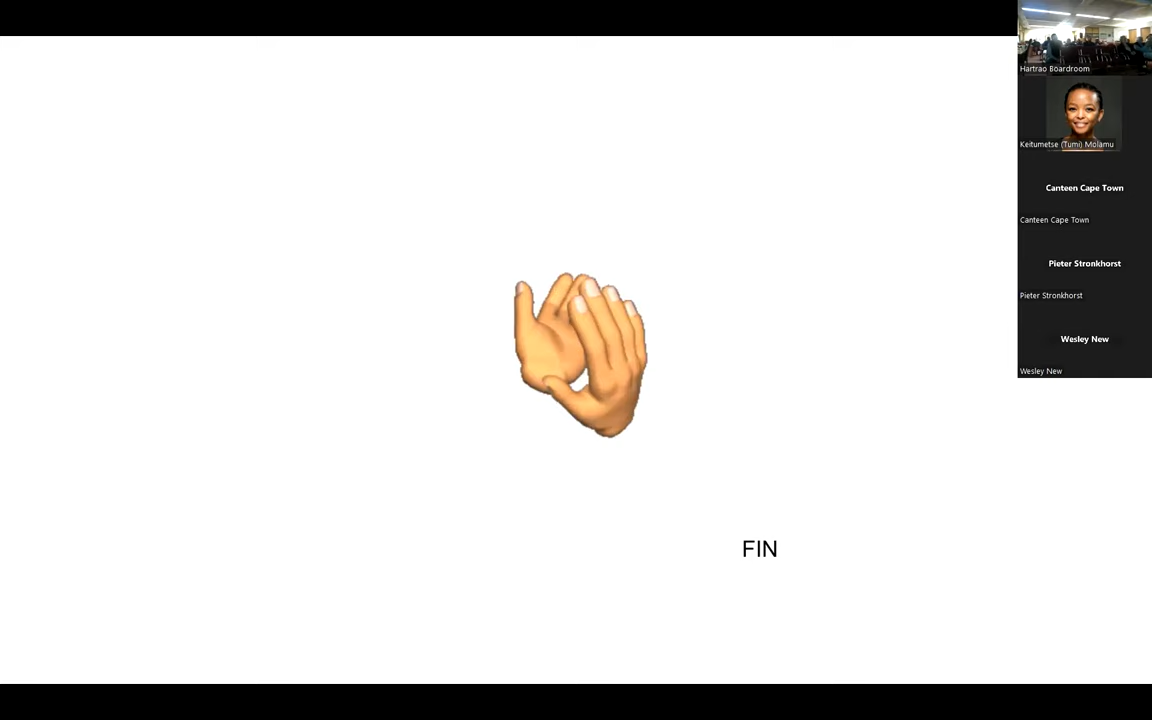 Hartrao Boardroom
Keitumetse (Tumi) Molamu
Canteen Cape Town
Canteen Cape Town
Pieter Stronkhorst
Pieter Stronkhorst
Wesley New
Wesley New
FIN